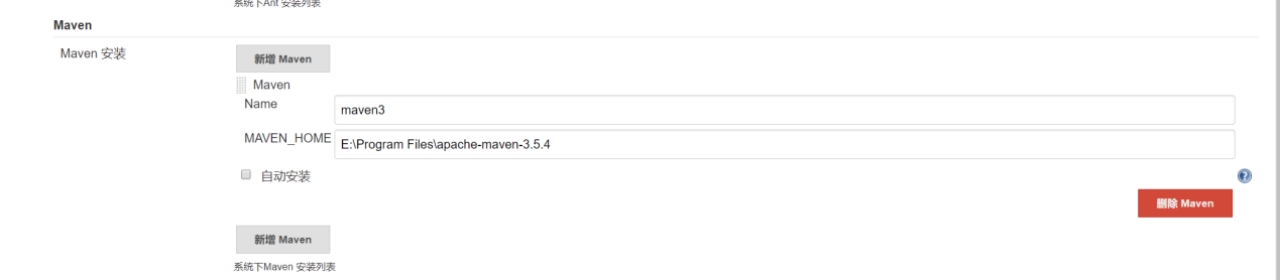 系统下Ant 安装列表
Maven
Maven 安装
新增 Maven
Maven
Name
maven3
MAVEN_HOME
E:\Program Files\apache-maven-3.5.4
自动安装
?
删除 Maven
新增 Maven
系统下Maven 安装列表